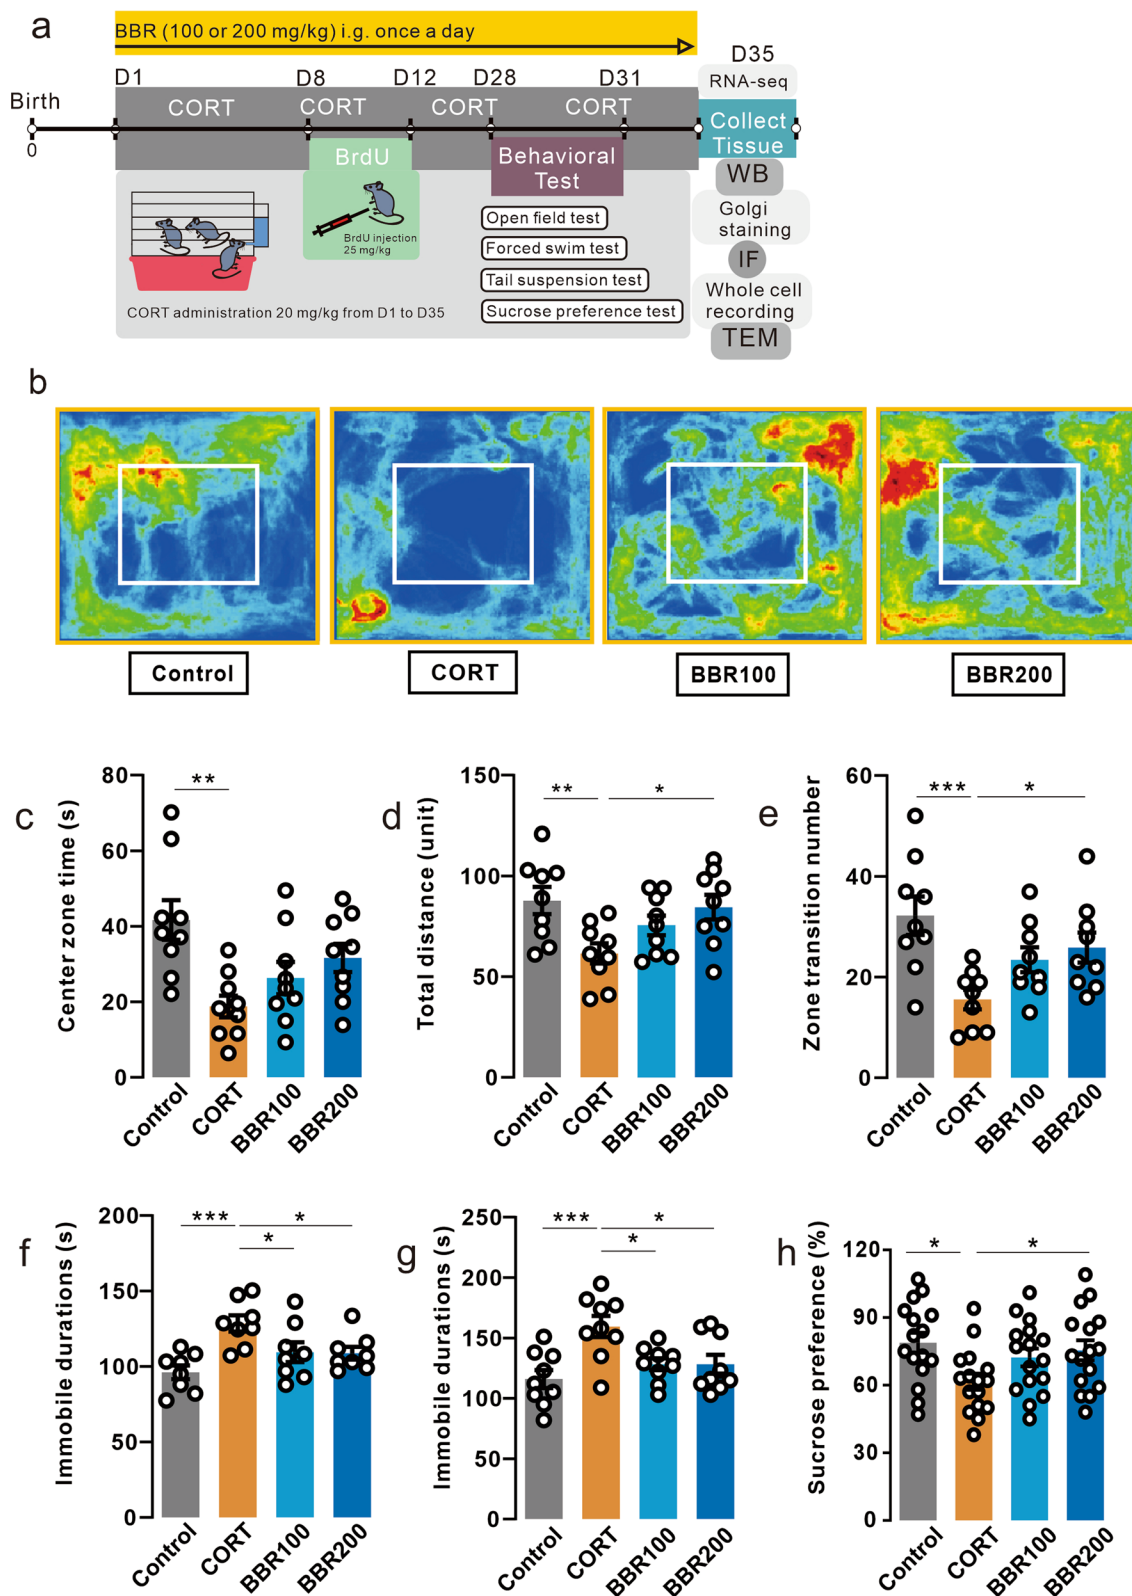 a
BBR (100 or 200 mg/kg) i.g. once a day
D1
D8
D12
D28
D31
D35
RNA-seq
Birth
0
CORT
CORT
CORT
CORT
Collect
Tissue
BrdU
Behavioral
Test
WB
Golgi
staining
IF
Whole cell
recording
TEM
BrdU injection
25 mg/kg
Open field test
Forced swim test
Tail suspension test
Sucrose preference test
CORT administration 20 mg/kg from D1 to D35
b
Control
CORT
BBR100
BBR200
c
Center zone time (s)
80
60
40
20
0
**
Control
CORT
BBR100
BBR200
d
Total distance (unit)
150
100
50
0
**
*
Control
CORT
BBR100
BBR200
e
Zone transition number
60
40
20
0
***
*
Control
CORT
BBR100
BBR200
f
Immobile durations (s)
200
150
100
50
0
***
*
*
Control
CORT
BBR100
BBR200
g
Immobile durations (s)
250
200
150
100
50
0
***
*
*
Control
CORT
BBR100
BBR200
h
Sucrose preference (%)
120
90
60
30
0
*
*
Control
CORT
BBR100
BBR200